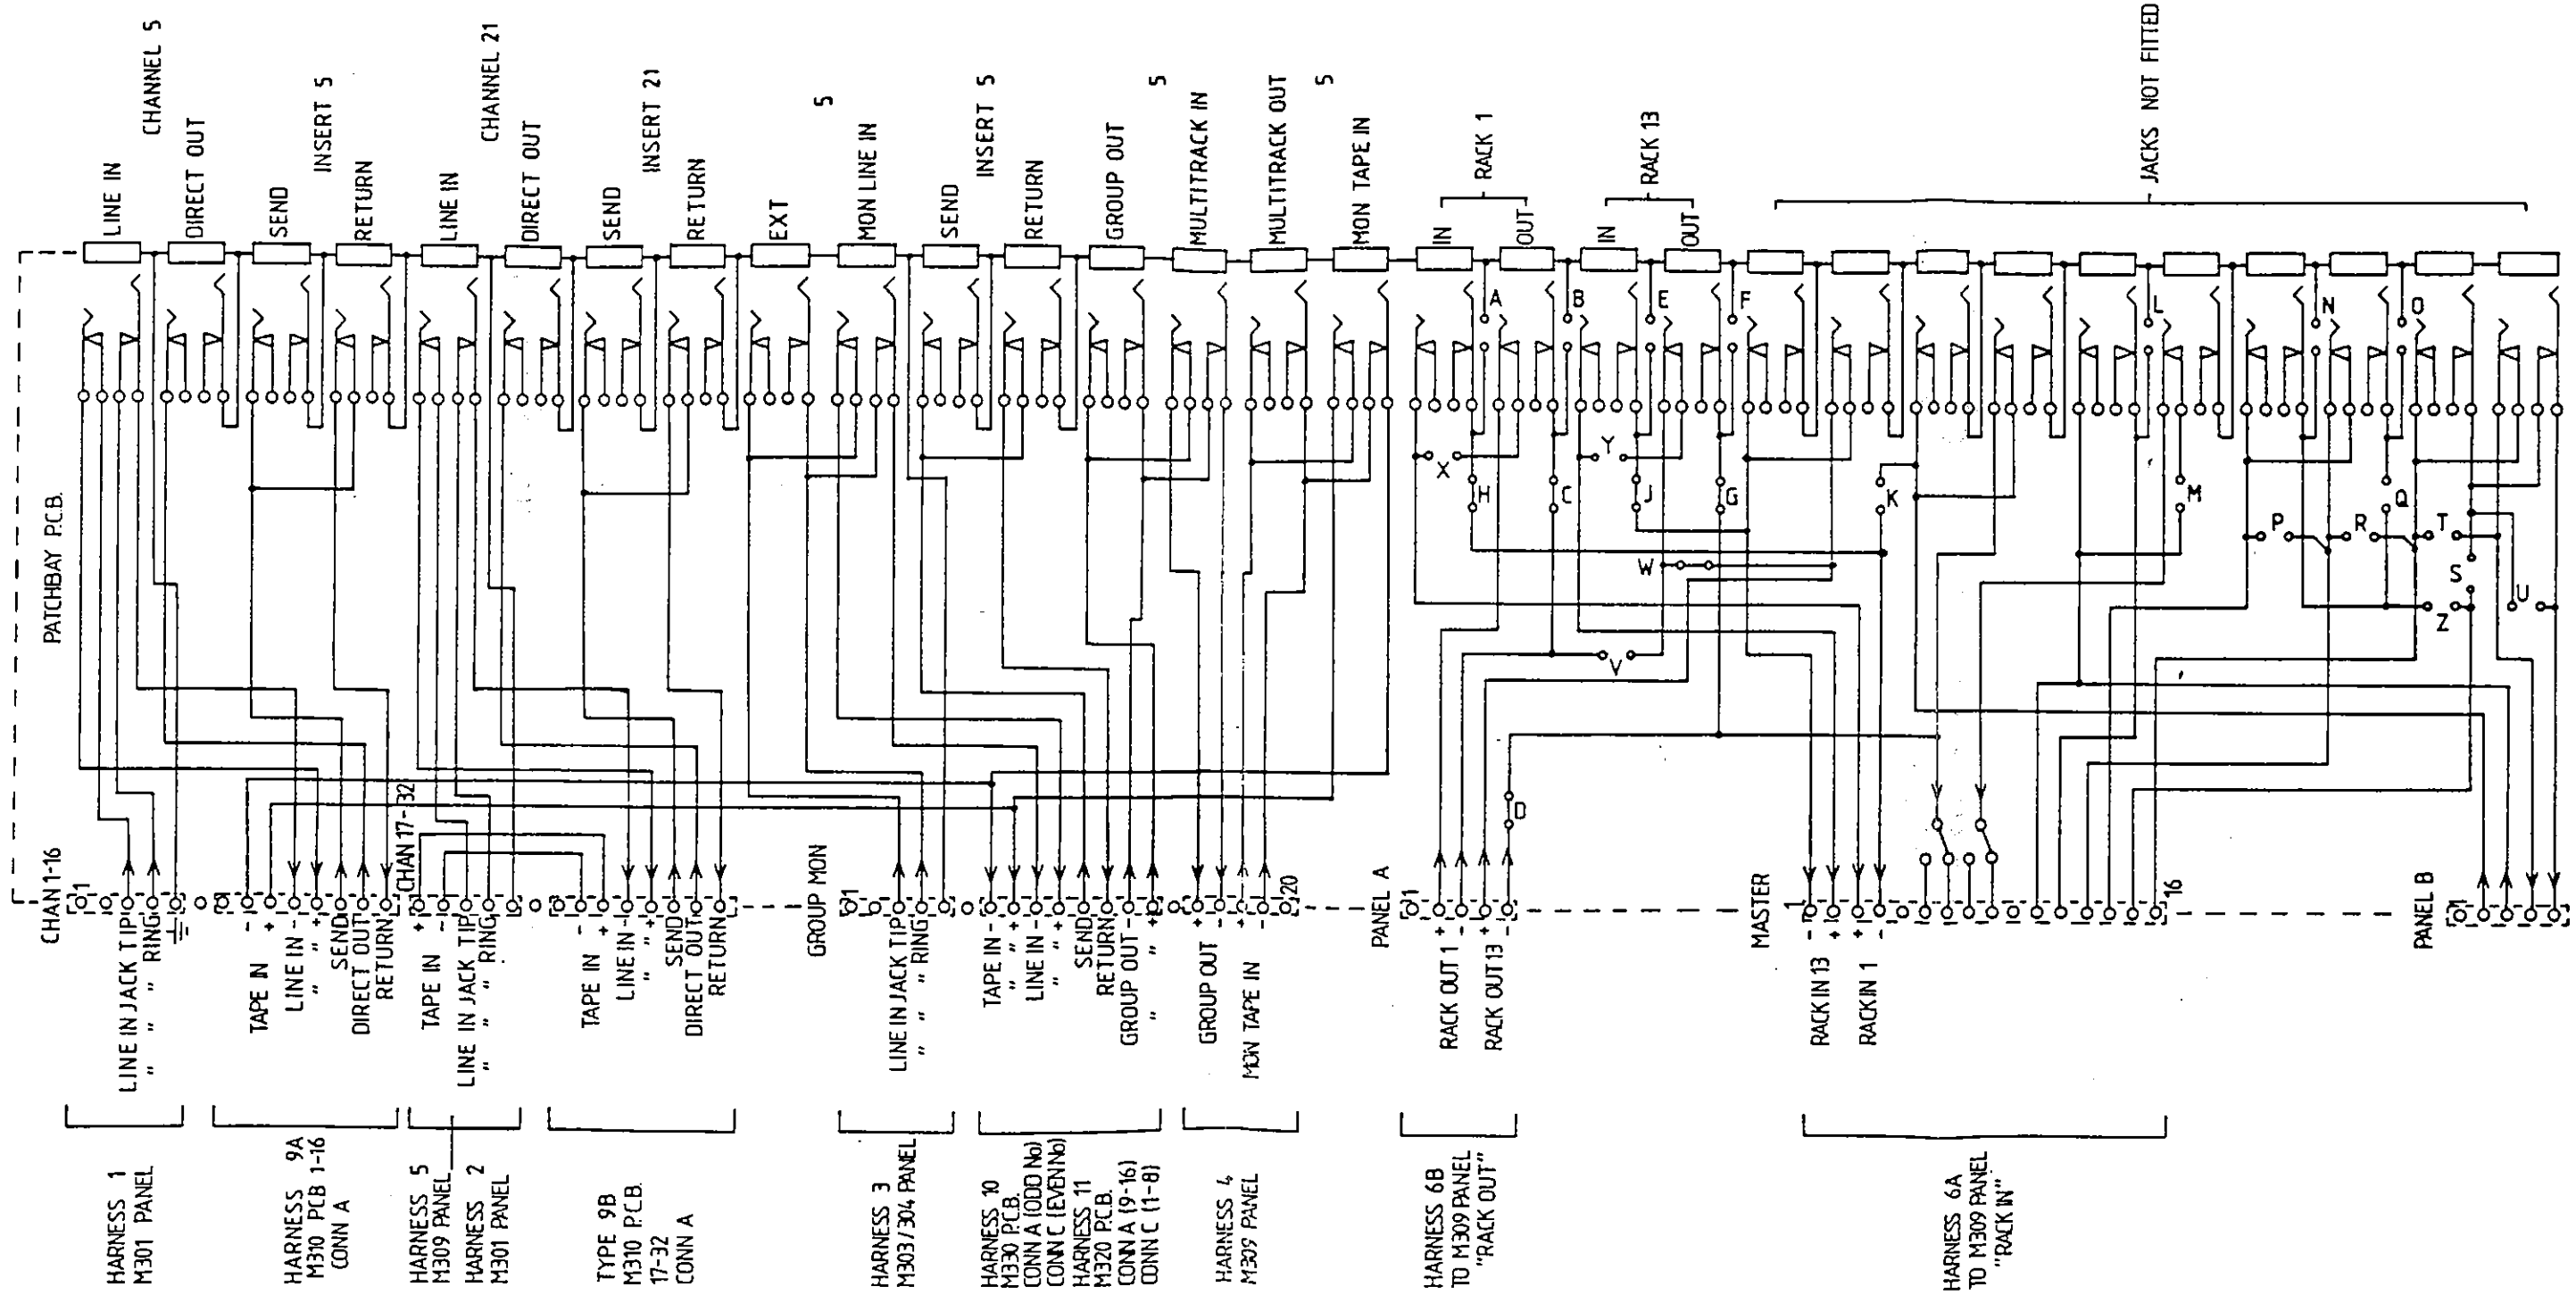 CHANNEL 5
LINE IN
DIRECT OUT
INSERT 5
SEND
RETURN
CHANNEL 21
LINE IN
DIRECT OUT
INSERT 21
SEND
RETURN
5
EXT
MON LINE IN
INSERT 5
SEND
RETURN
5
GROUP OUT
MULTITRACK IN
5
MULTITRACK OUT
MON TAPE IN
RACK 1
IN
OUT
RACK 13
IN
OUT
JACKS NOT FITTED
PATCHBAY P.C.B.
A
B
E
F
L
N
O
X
H
C
Y
J
G
K
M
P
R
Q
T
W
S
U
Z
V
D
CHAN 1-16
1
LINE IN JACK TIP
" " " RING
1
TAPE IN -
+
LINE IN -
" " +
SEND
DIRECT OUT
RETURN
CHAN 17-32
TAPE IN +
-
LINE IN JACK TIP
" " " RING
TAPE IN -
+
LINE IN -
" " +
SEND
DIRECT OUT
RETURN
GROUP MON
1
LINE IN JACK TIP
" " " RING
TAPE IN -
" " +
LINE IN -
" " +
SEND
RETURN
GROUP OUT -
" " +
GROUP OUT +
-
MON TAPE IN +
-
20
PANEL A
1
RACK OUT 1 +
-
RACK OUT 13 +
-
MASTER
1
RACK IN 13 -
+
RACK IN 1 +
-
16
PANEL B
1
HARNESS 1
M301 PANEL
HARNESS 9A
M310 PCB 1-16
CONN A
HARNESS 5
M309 PANEL
HARNESS 2
M301 PANEL
TYPE 9B
M310 P.C.B.
17-32
CONN A
HARNESS 3
M303/304 PANEL
HARNESS 10
M330 P.C.B.
CONN A (ODD No)
CONN C (EVEN No)
HARNESS 11
M320 P.C.B.
CONN A (9-16)
CONN C (1-8)
HARNESS 4
M309 PANEL
HARNESS 6B
TO M309 PANEL
"RACK OUT"
HARNESS 6A
TO M309 PANEL
"RACK IN"